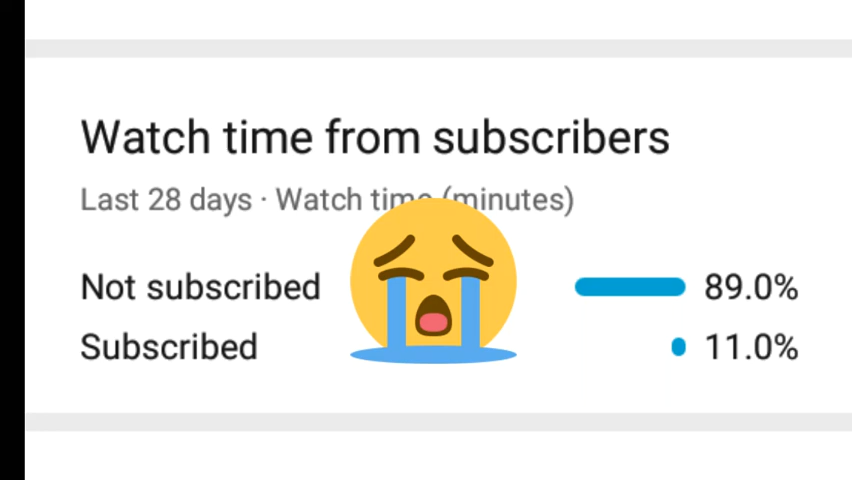 Watch time from subscribers
Last 28 days · Watch time (minutes)
Not subscribed 89.0%
Subscribed 11.0%